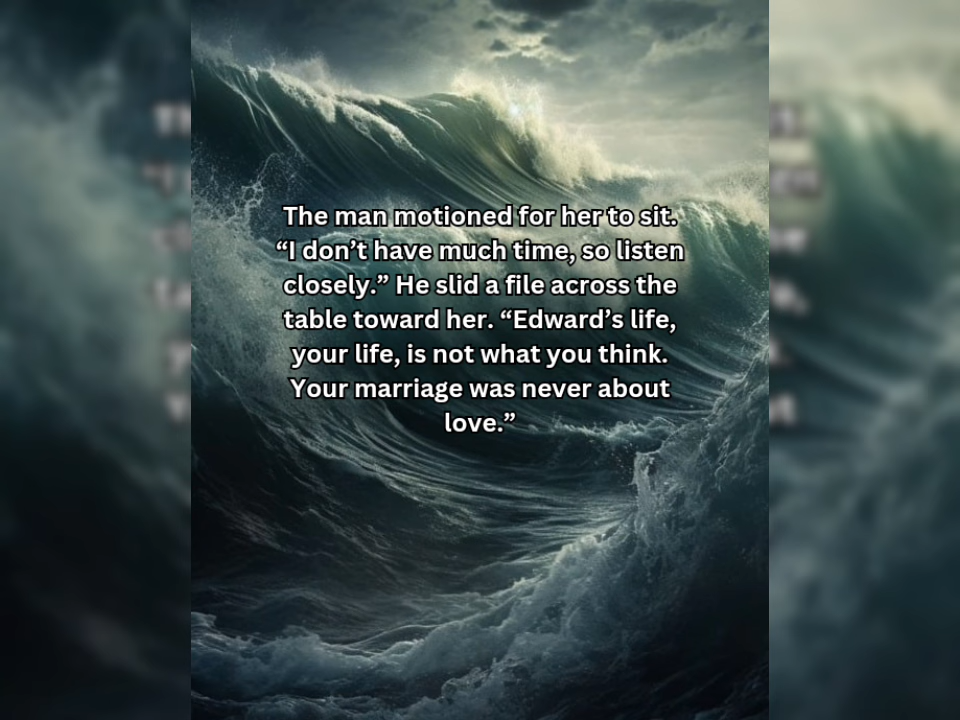 The man motioned for her to sit.
“I don’t have much time, so listen
closely.” He slid a file across the
table toward her. “Edward’s life,
your life, is not what you think.
Your marriage was never about
love.”